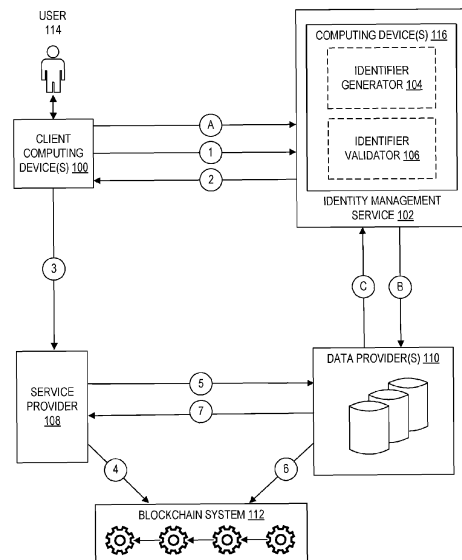 USER
114
COMPUTING DEVICE(S) 116
IDENTIFIER
GENERATOR 104
IDENTIFIER
VALIDATOR 106
IDENTITY MANAGEMENT
SERVICE 102
CLIENT
COMPUTING
DEVICE(S) 100
A
1
2
3
C
B
SERVICE
PROVIDER
108
5
7
DATA PROVIDER(S) 110
4
6
BLOCKCHAIN SYSTEM 112